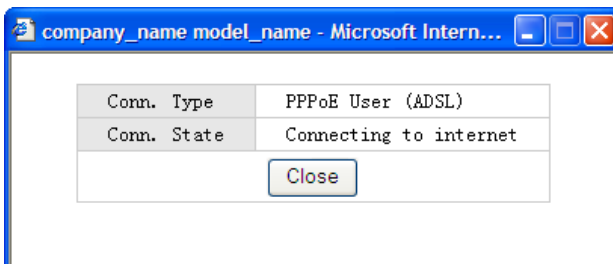 company_name model_name - Microsoft Intern...
Conn. Type PPPoE User (ADSL)
Conn. State Connecting to internet
Close